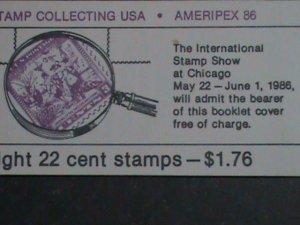 TAMP COLLECTING USA • AMERIPEX 86
The International
Stamp Show
at Chicago
May 22 – June 1, 1986,
will admit the bearer
of this booklet cover
free of charge.
ght 22 cent stamps—$1.76